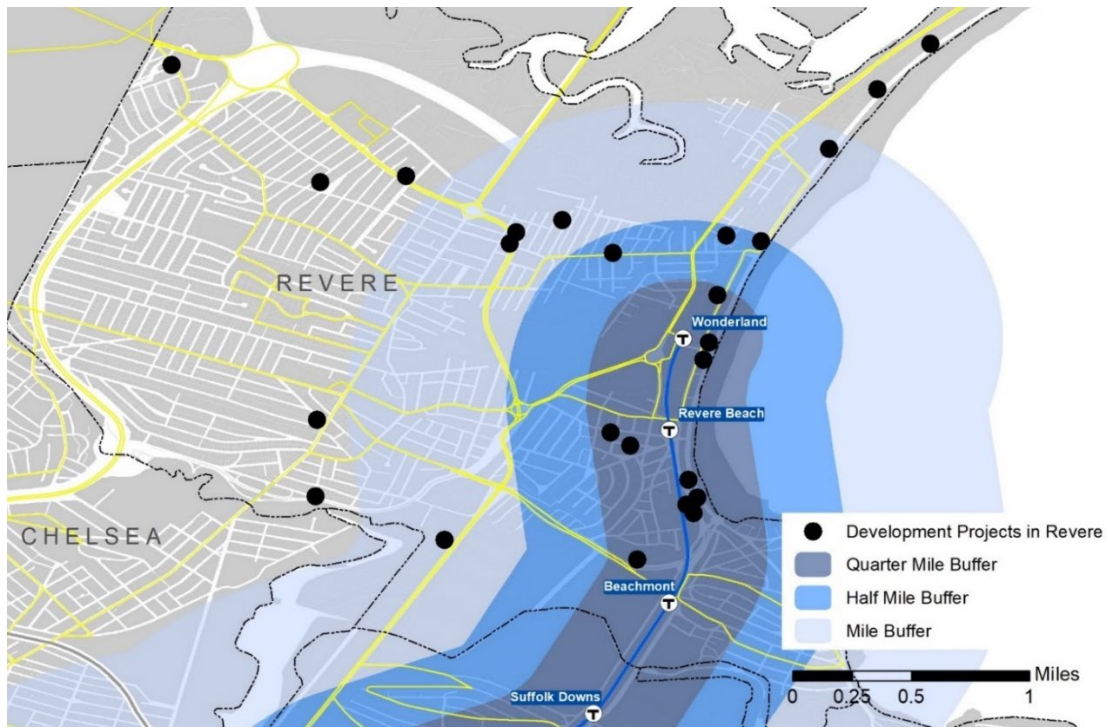 REVERE
Wonderland
T
Revere Beach
T
CHELSEA
Development Projects in Revere
Quarter Mile Buffer
Half Mile Buffer
Mile Buffer
Beachmont
T
Miles
0 0.25 0.5 1
Suffolk Downs
T